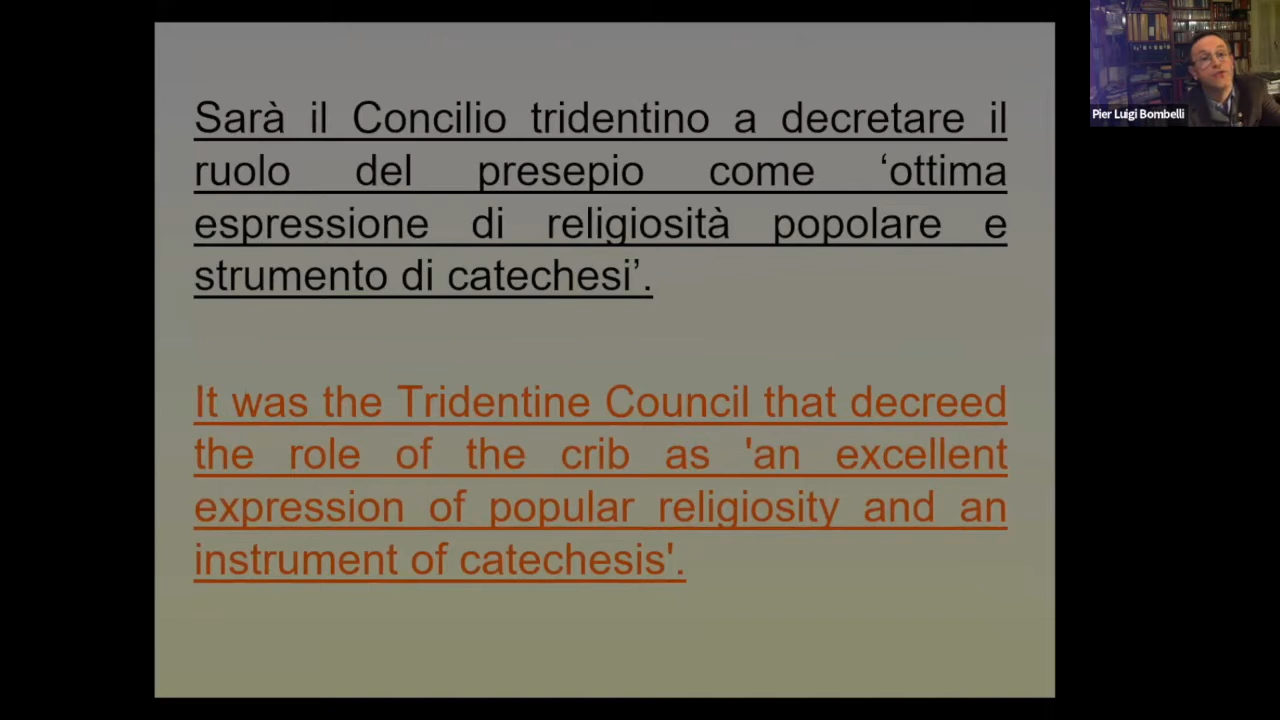 Sarà il Concilio tridentino a decretare il
ruolo del presepio come ‘ottima
espressione di religiosità popolare e
strumento di catechesi’.
It was the Tridentine Council that decreed
the role of the crib as 'an excellent
expression of popular religiosity and an
instrument of catechesis'.
Pier Luigi Bombelli